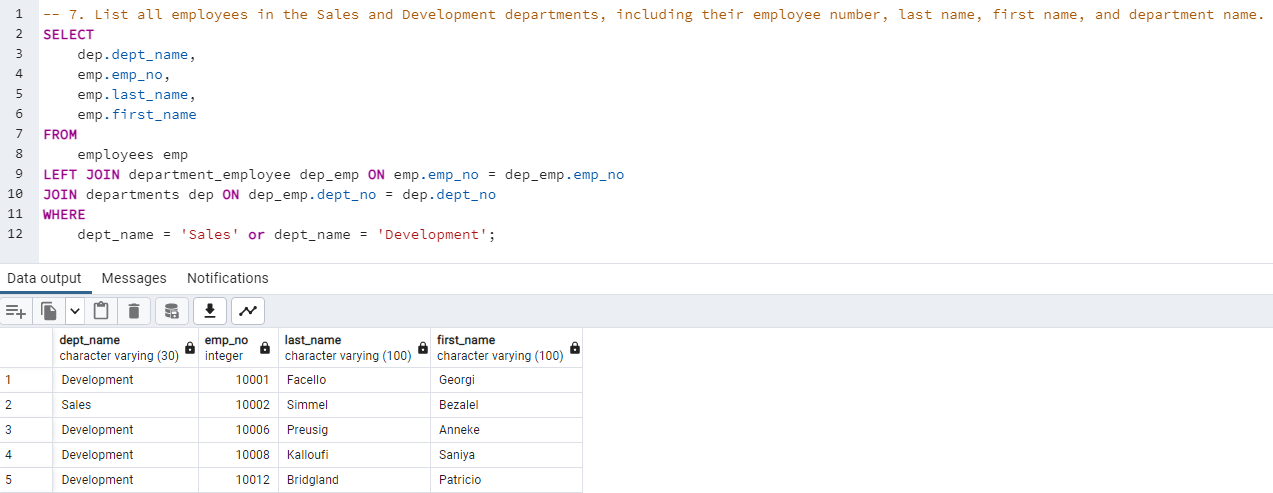 1 -- 7. List all employees in the Sales and Development departments, including their employee number, last name, first name, and department name.
2 SELECT
3 dep.dept_name,
4 emp.emp_no,
5 emp.last_name,
6 emp.first_name
7 FROM
8 employees emp
9 LEFT JOIN department_employee dep_emp ON emp.emp_no = dep_emp.emp_no
10 JOIN departments dep ON dep_emp.dept_no = dep.dept_no
11 WHERE
12 dept_name = 'Sales' or dept_name = 'Development';
Data output Messages Notifications
dept_name emp_no last_name first_name
character varying (30) integer character varying (100) character varying (100)
1 Development 10001 Facello Georgi
2 Sales 10002 Simmel Bezalel
3 Development 10006 Preusig Anneke
4 Development 10008 Kalloufi Saniya
5 Development 10012 Bridgland Patricio